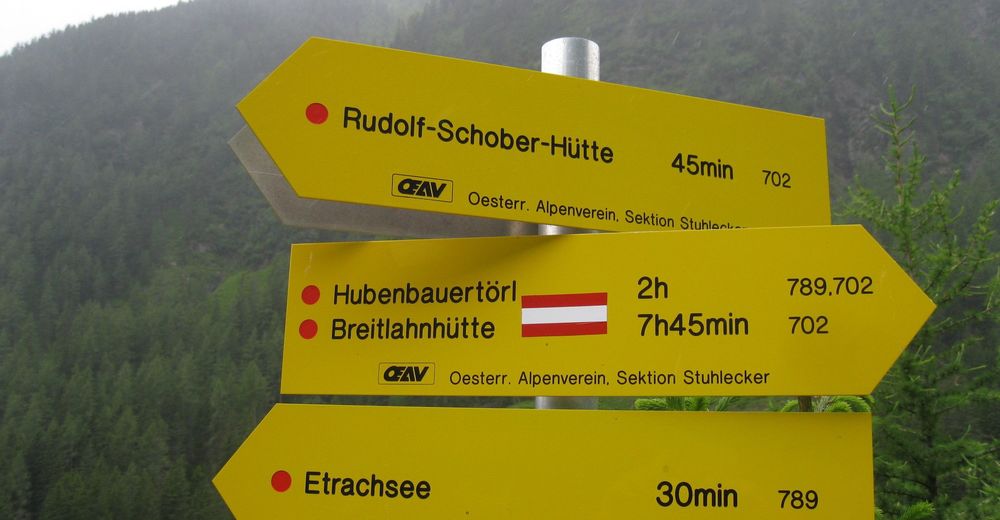 Rudolf-Schober-Hütte 45min 702
OEAV Oesterr. Alpenverein, Sektion Stuhlecker
Hubenbauertörl 2h 789,702
Breitlahnhütte 7h45min 702
OEAV Oesterr. Alpenverein, Sektion Stuhlecker
Etrachsee 30min 789